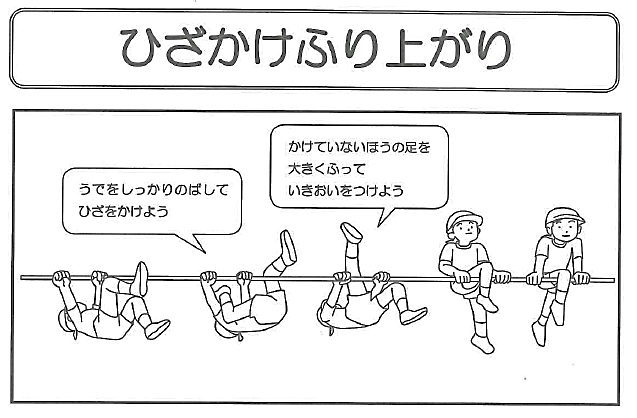 ひざかけふり上がり
うでをしっかりのばして
ひざをかけよう
かけていないほうの足を
大きくふって
いきおいをつけよう